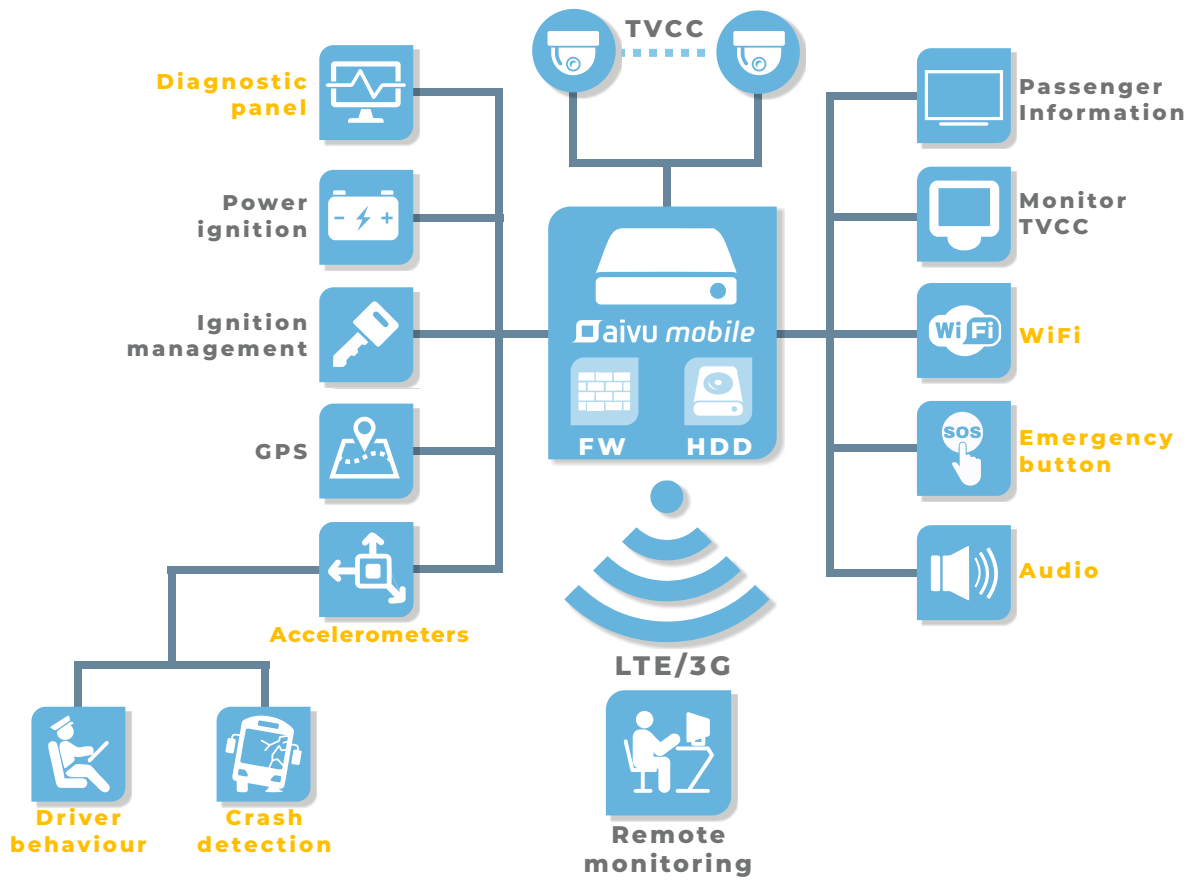 TVCC
Diagnostic
panel
Power
ignition
Ignition
management
GPS
Accelerometers
Driver
behaviour
Crash
detection
aivu mobile
FW
HDD
LTE/3G
Remote
monitoring
Passenger
Information
Monitor
TVCC
Wi Fi
WiFi
SOS
Emergency
button
Audio